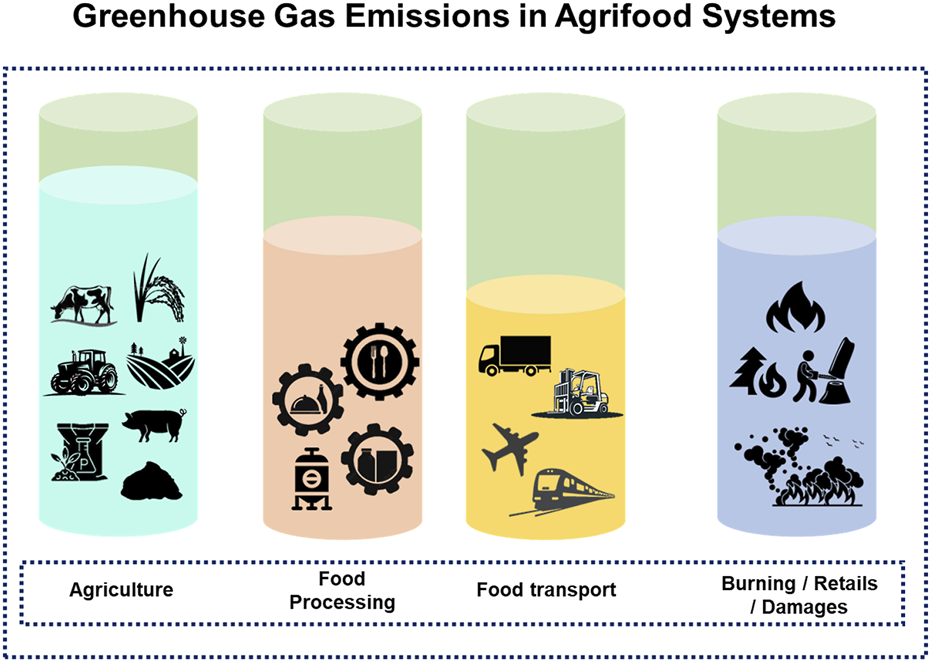 Greenhouse Gas Emissions in Agrifood Systems
P
Agriculture
Food
Processing
Food transport
Burning / Retails
/ Damages